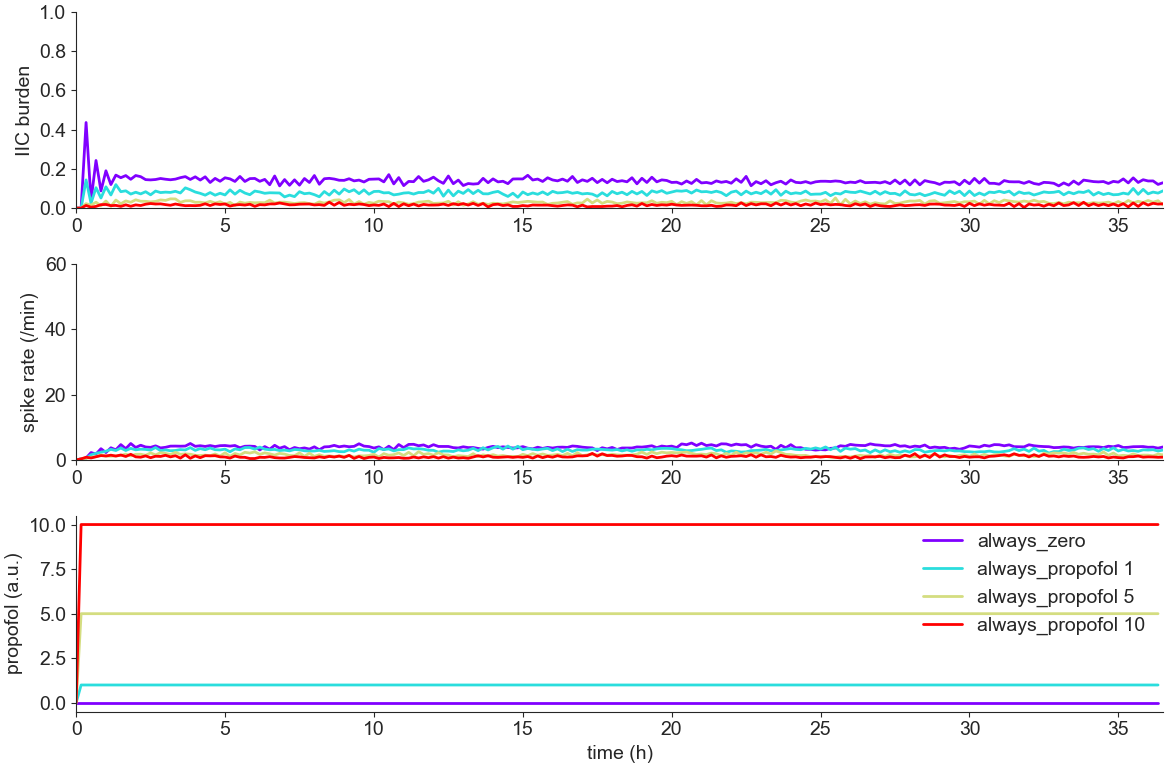 IIC burden
1.0
0.8
0.6
0.4
0.2
0.0
0 5 10 15 20 25 30 35
spike rate (/min)
60
40
20
0
0 5 10 15 20 25 30 35
propofol (a.u.)
10.0
7.5
5.0
2.5
0.0
always_zero
always_propofol 1
always_propofol 5
always_propofol 10
0 5 10 15 20 25 30 35
time (h)